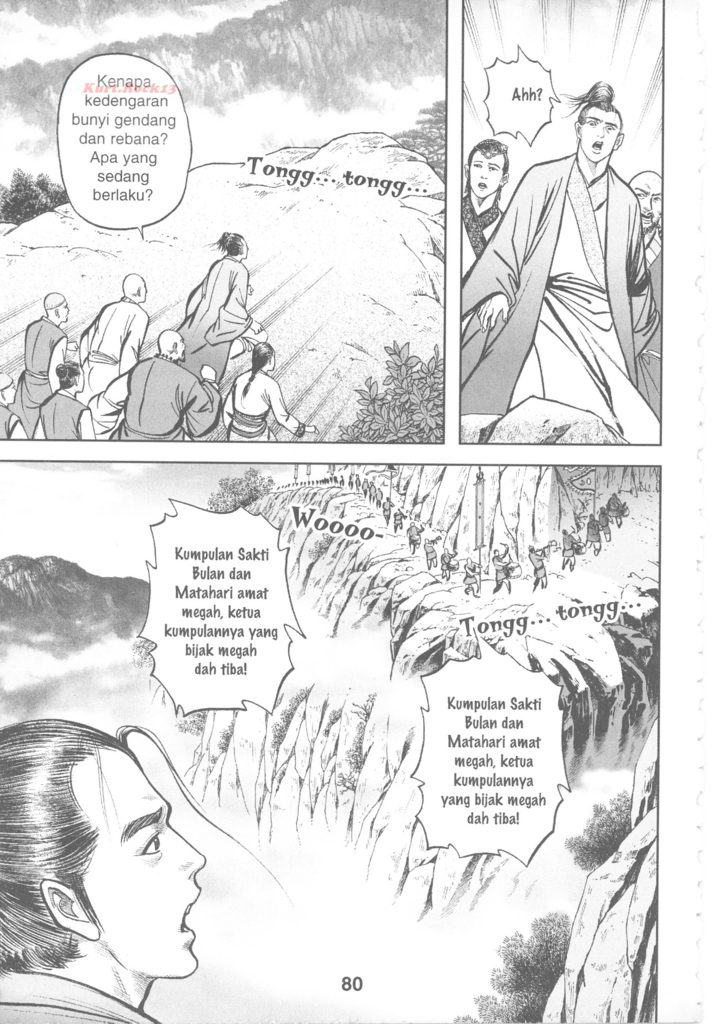 Kenapa
kedengaran
bunyi gendang
dan rebana?
Apa yang
sedang
berlaku?
Kurt.Rock13
Tongg... tongg...
Ahh?
Woooo-
Kumpulan Sakti
Bulan dan
Matahari amat
megah, ketua
kumpulannya yang
bijak megah
dah tiba!
Tongg... tongg...
Kumpulan Sakti
Bulan dan
Matahari amat
megah, ketua
kumpulannya
yang bijak megah
dah tiba!
80